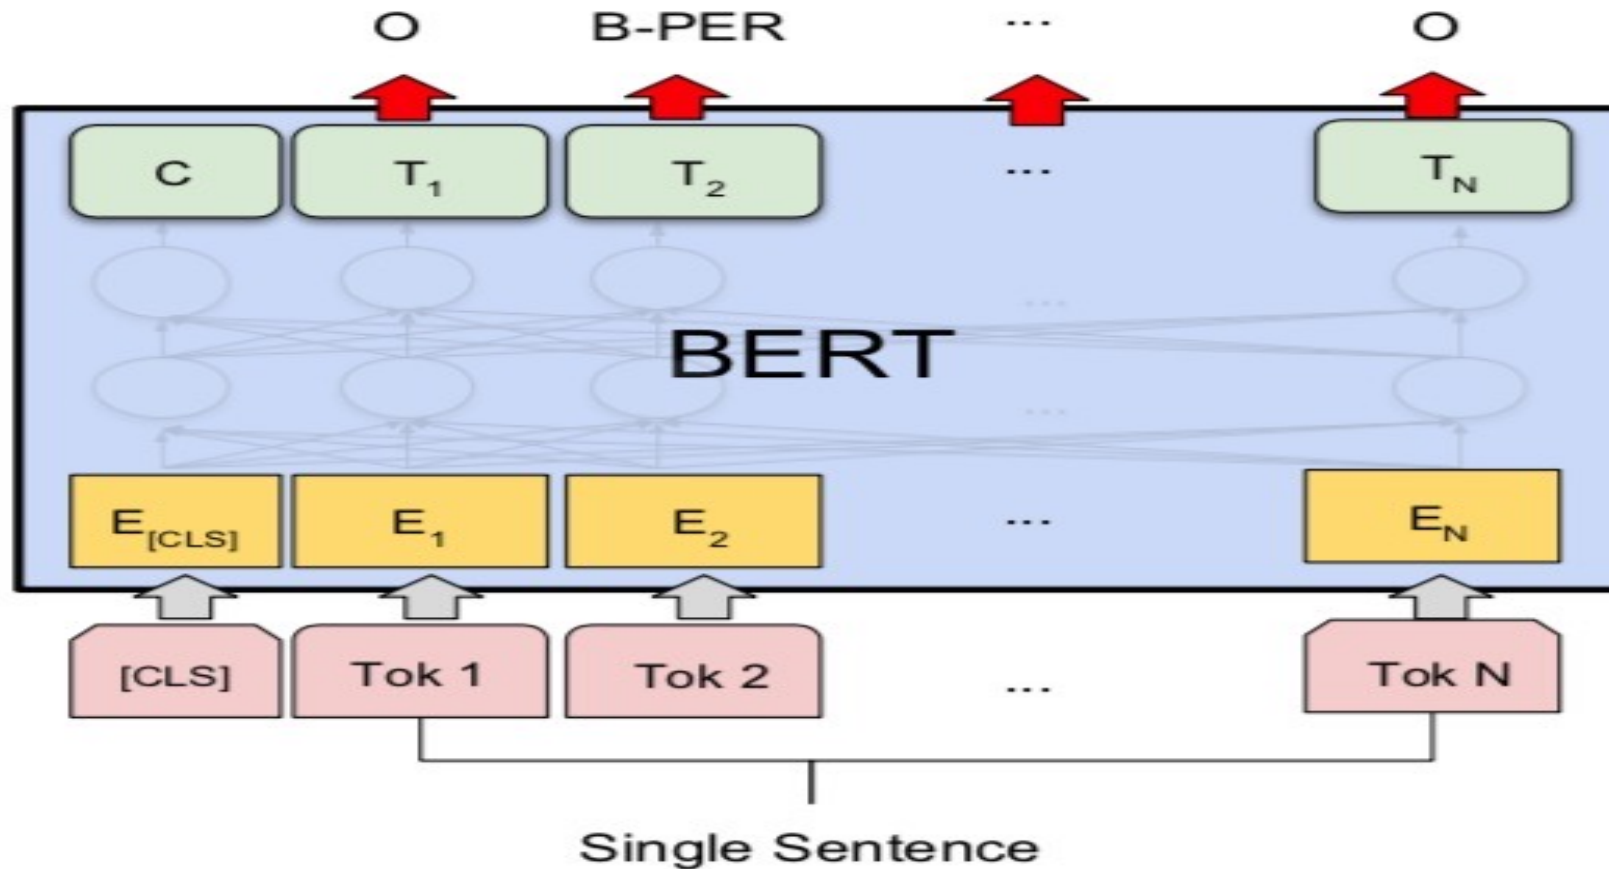 O B-PER ... O
C T1 T2 ... TN
...
BERT
...
E[CLS] E1 E2 ... EN
[CLS] Tok 1 Tok 2 ... Tok N
Single Sentence